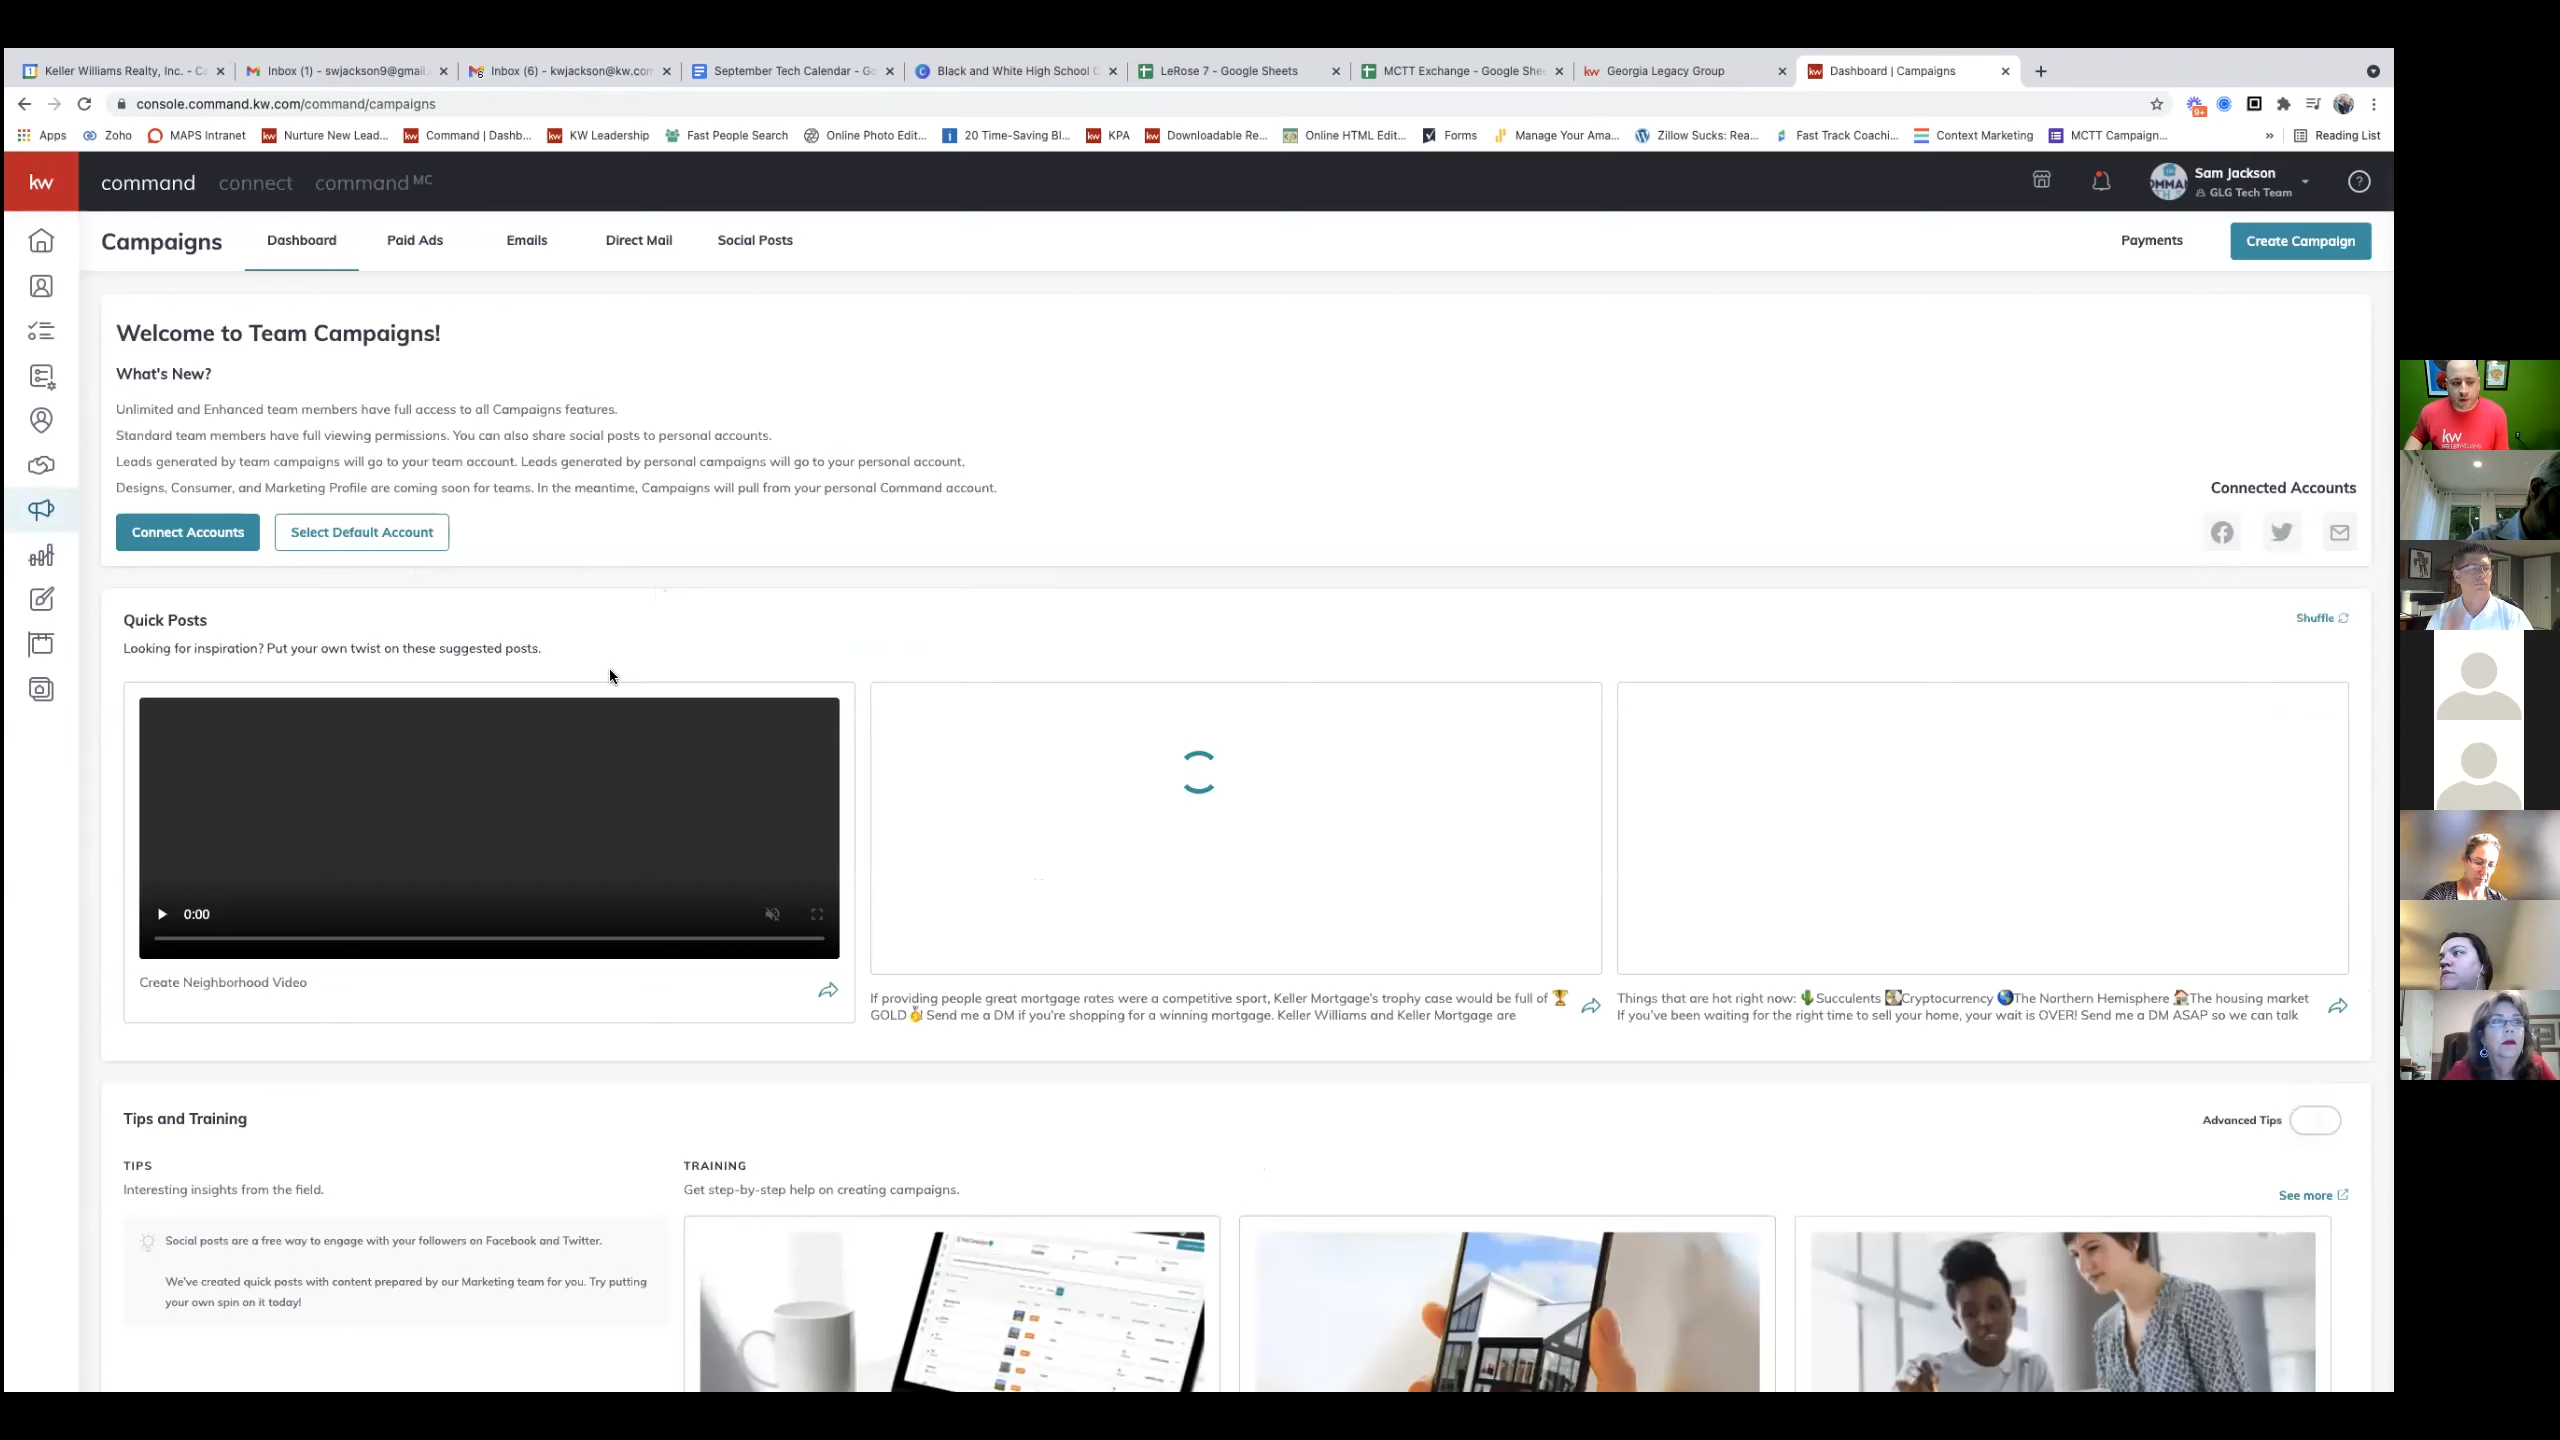 Keller Williams Realty, Inc. - C
Inbox (1) - swjackson9@gmail.
Inbox (6) - kwjackson@kw.com
September Tech Calendar - Go
Black and White High School C
LeRose 7 - Google Sheets
MCTT Exchange - Google She
Georgia Legacy Group
Dashboard | Campaigns
console.command.kw.com/command/campaigns
Apps
Zoho
MAPS Intranet
Nurture New Lead...
Command | Dashb...
KW Leadership
Fast People Search
Online Photo Edit...
20 Time-Saving Bl...
KPA
Downloadable Re...
Online HTML Edit...
Forms
Manage Your Ama...
Zillow Sucks: Rea...
Fast Track Coachi...
Context Marketing
MCTT Campaign...
»
Reading List
kw
command
connect
command MC
Sam Jackson
GLG Tech Team
Campaigns
Dashboard
Paid Ads
Emails
Direct Mail
Social Posts
Payments
Create Campaign
Welcome to Team Campaigns!
What's New?
Unlimited and Enhanced team members have full access to all Campaigns features.
Standard team members have full viewing permissions. You can also share social posts to personal accounts.
Leads generated by team campaigns will go to your team account. Leads generated by personal campaigns will go to your personal account,
Designs, Consumer, and Marketing Profile are coming soon for teams. In the meantime, Campaigns will pull from your personal Command account.
Connected Accounts
Connect Accounts
Select Default Account
Quick Posts
Shuffle
Looking for inspiration? Put your own twist on these suggested posts.
0:00
Create Neighborhood Video
If providing people great mortgage rates were a competitive sport, Keller Mortgage's trophy case would be full of 🏆
GOLD 🥇! Send me a DM if you're shopping for a winning mortgage. Keller Williams and Keller Mortgage are
Things that are hot right now: 🌵Succulents Cryptocurrency 🌎The Northern Hemisphere 🏠The housing market
If you've been waiting for the right time to sell your home, your wait is OVER! Send me a DM ASAP so we can talk
Tips and Training
Advanced Tips
TIPS
Interesting insights from the field.
TRAINING
Get step-by-step help on creating campaigns.
See more
Social posts are a free way to engage with your followers on Facebook and Twitter.
We've created quick posts with content prepared by our Marketing team for you. Try putting
your own spin on it today!
kw